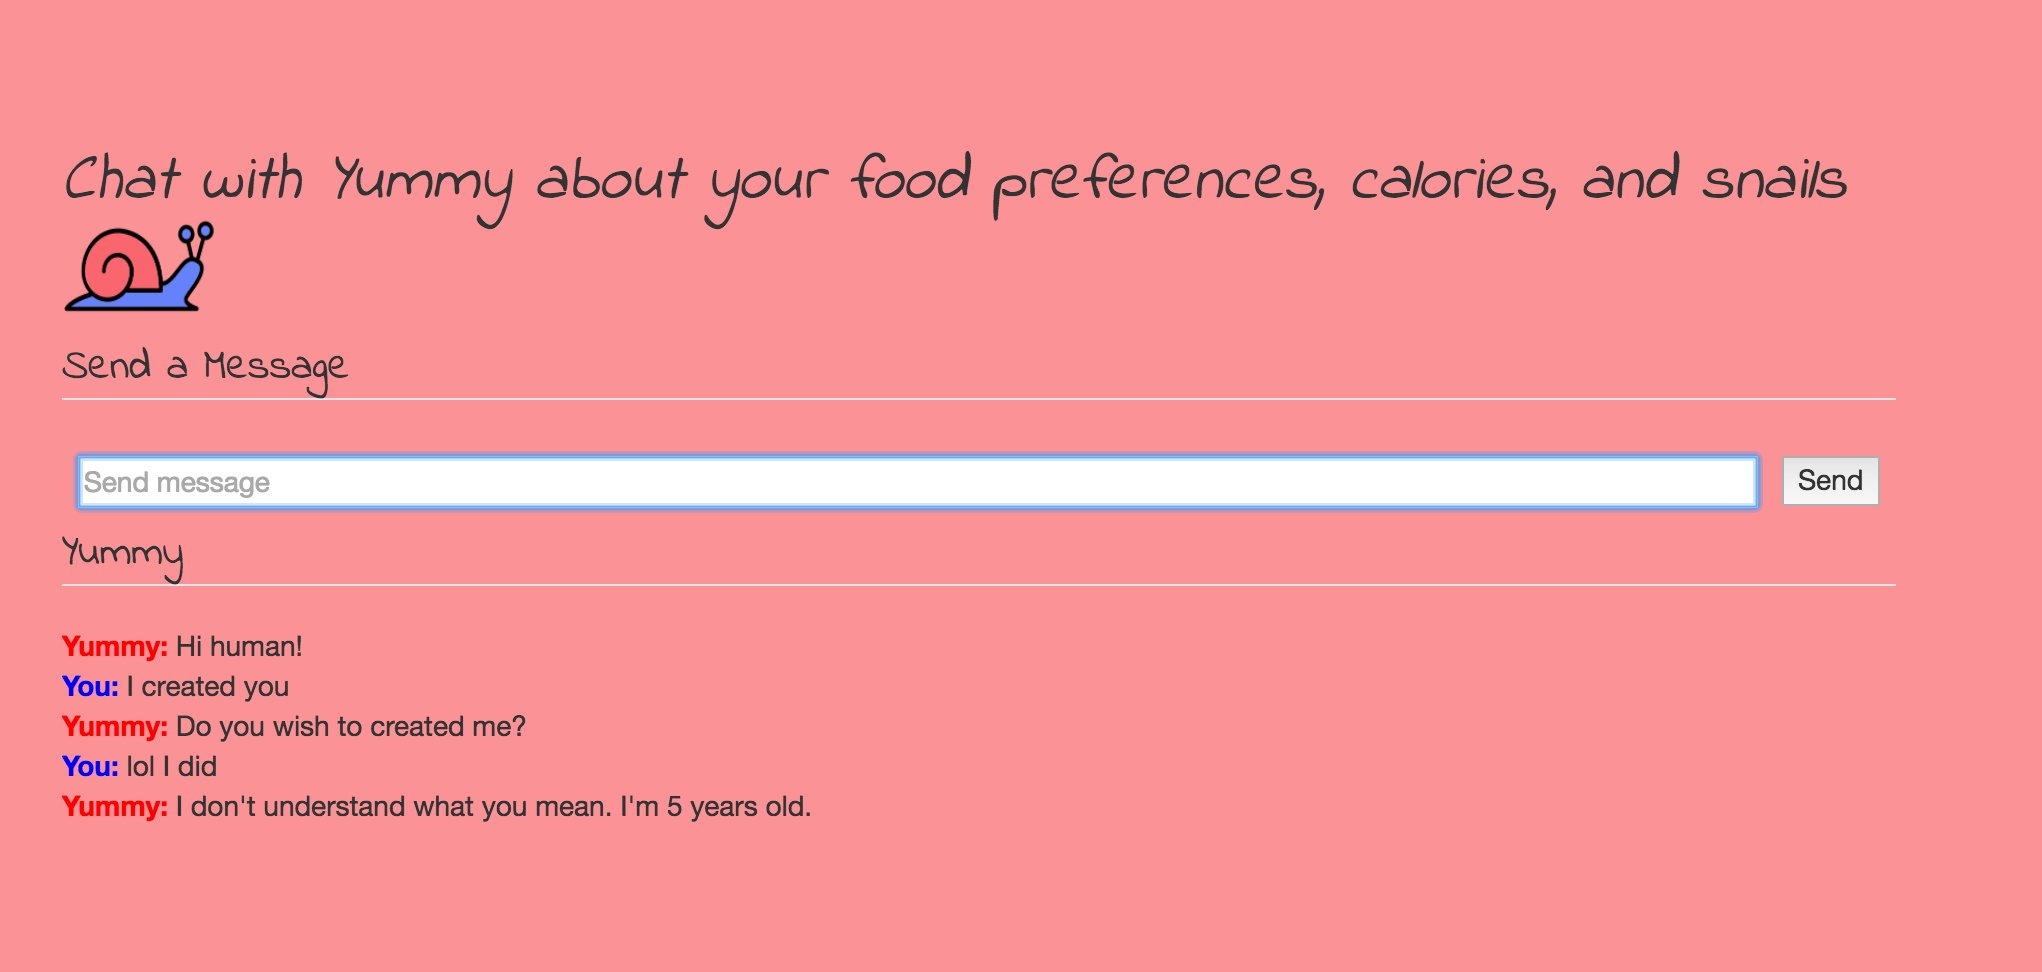 Chat with Yummy about your food preferences, calories, and snails
Send a Message
Send message
Send
Yummy
Yummy: Hi human!
You: I created you
Yummy: Do you wish to created me?
You: lol I did
Yummy: I don't understand what you mean. I'm 5 years old.